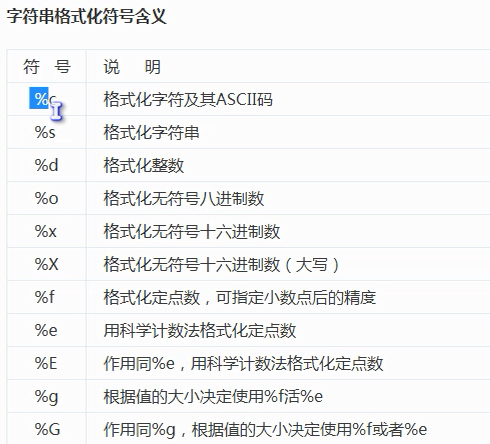 字符串格式化符号含义
符 号 说 明
%c 格式化字符及其ASCII码
%s 格式化字符串
%d 格式化整数
%o 格式化无符号八进制数
%x 格式化无符号十六进制数
%X 格式化无符号十六进制数（大写）
%f 格式化定点数，可指定小数点后的精度
%e 用科学计数法格式化定点数
%E 作用同%e，用科学计数法格式化定点数
%g 根据值的大小决定使用%f活%e
%G 作用同%g，根据值的大小决定使用%f或者%e